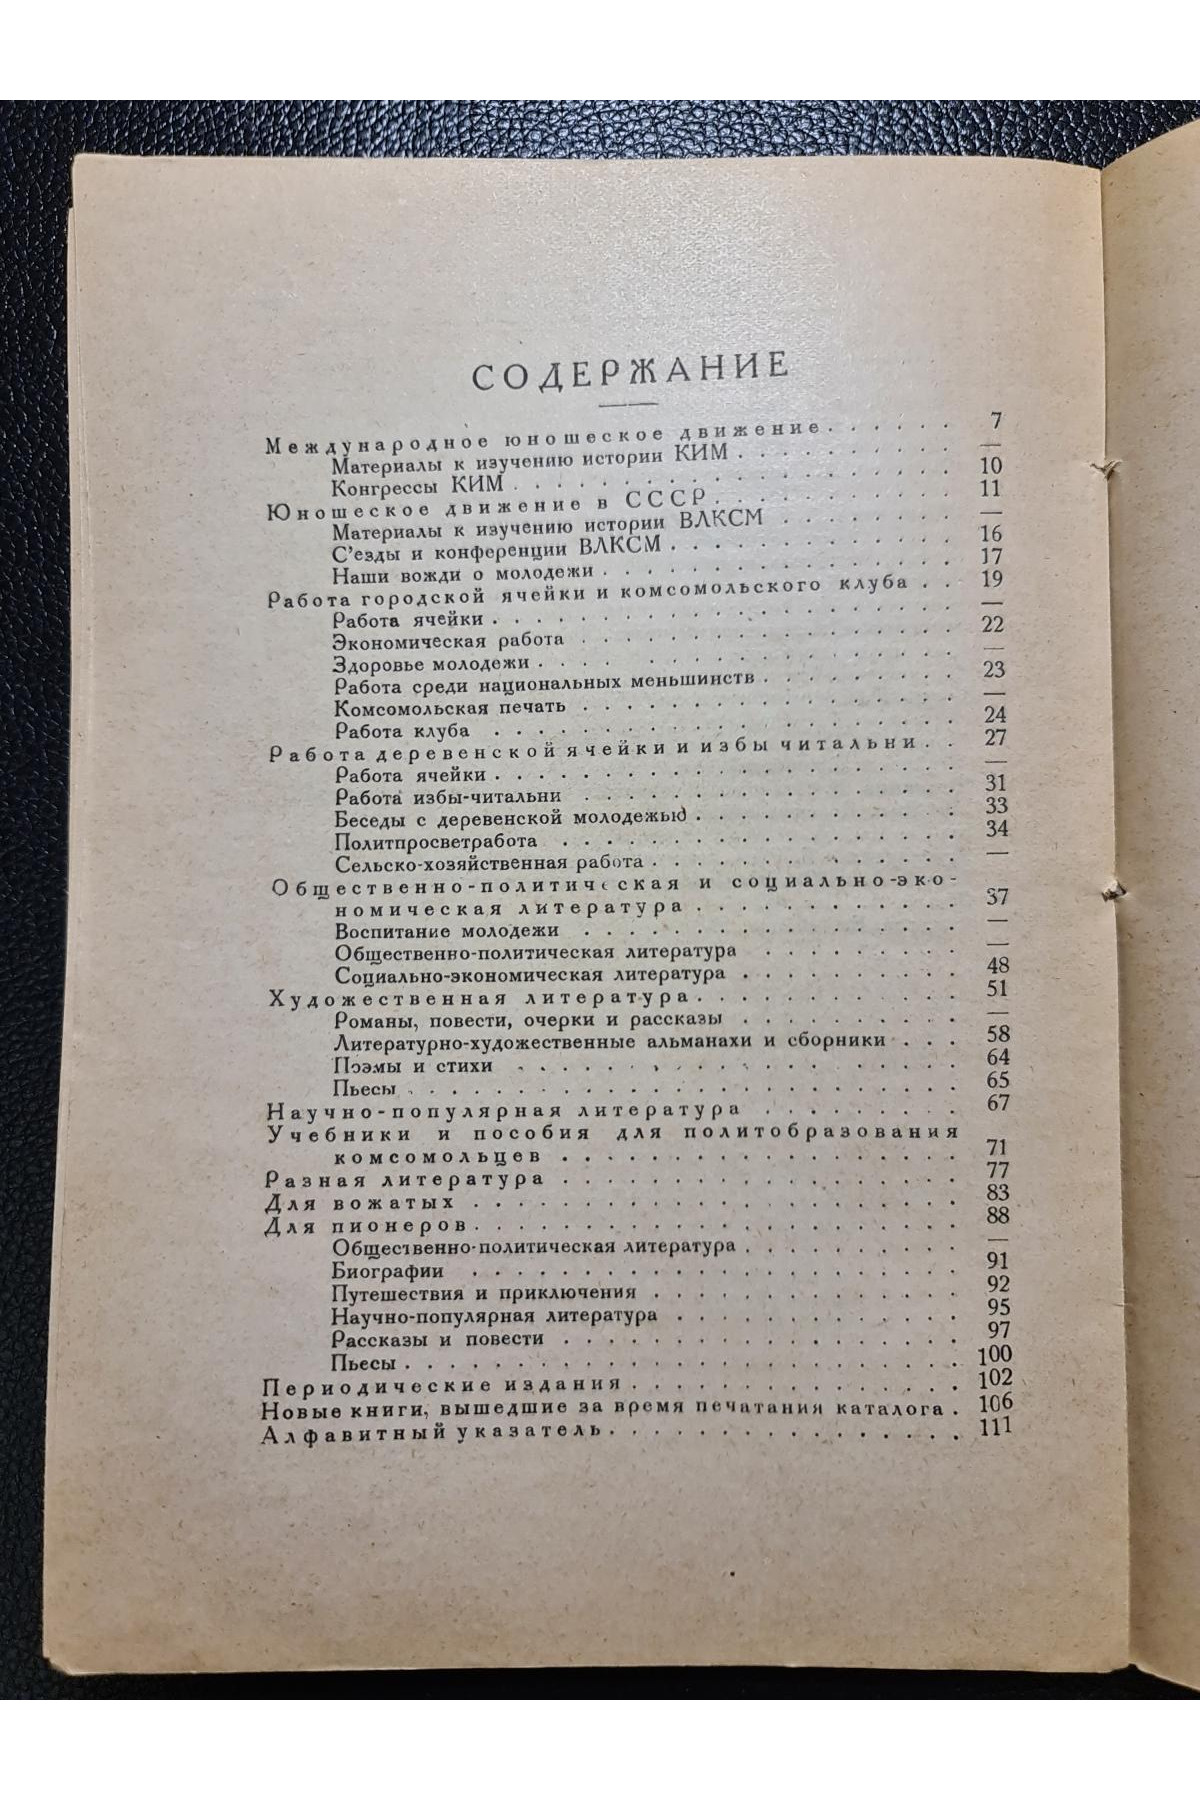 СОДЕРЖАНИЕ
Международное юношеское движение . . . . . . 7
Материалы к изучению истории КИМ . . . . . . . . . . —
Конгрессы КИМ . . . . . . . . . . . . . . . . . . . 10
Юношеское движение в СССР . . . . . . . . . . . 11
Материалы к изучению истории ВЛКСМ . . . . . . . . —
С'езды и конференции ВЛКСМ . . . . . . . . . . . . . 16
Наши вожди о молодежи . . . . . . . . . . . . . . . . 17
Работа городской ячейки и комсомольского клуба . . 19
Работа ячейки . . . . . . . . . . . . . . . . . . . . —
Экономическая работа . . . . . . . . . . . . . . . . . 22
Здоровье молодежи . . . . . . . . . . . . . . . . . . —
Работа среди национальных меньшинств . . . . . . . . . 23
Комсомольская печать . . . . . . . . . . . . . . . . . —
Работа клуба . . . . . . . . . . . . . . . . . . . . . 24
Работа деревенской ячейки и избы читальни . . 27
Работа ячейки . . . . . . . . . . . . . . . . . . . . . —
Работа избы-читальни . . . . . . . . . . . . . . . . . 31
Беседы с деревенской молодежью . . . . . . . . . . . . 33
Политпросветработа . . . . . . . . . . . . . . . . . . 34
Сельско-хозяйственная работа . . . . . . . . . . . . . . —
Общественно-политическая и социально-эко-
номическая литература . . . . . . . . . . . . 37
Воспитание молодежи . . . . . . . . . . . . . . . . . —
Общественно-политическая литература . . . . . . . . . —
Социально-экономическая литература . . . . . . . . . . 48
Художественная литература . . . . . . . . . . . . 51
Романы, повести, очерки и рассказы . . . . . . . . . . —
Литературно-художественные альманахи и сборники . . . 58
Поэмы и стихи . . . . . . . . . . . . . . . . . . . . 64
Пьесы . . . . . . . . . . . . . . . . . . . . . . . . . 65
Научно-популярная литература . . . . . . . . . 67
Учебники и пособия для политобразования
комсомольцев . . . . . . . . . . . . . . . . . . 71
Разная литература . . . . . . . . . . . . . . . . . . 77
Для вожатых . . . . . . . . . . . . . . . . . . . . . . 83
Для пионеров . . . . . . . . . . . . . . . . . . . . . . 88
Общественно-политическая литература . . . . . . . . . . —
Биографии . . . . . . . . . . . . . . . . . . . . . . 91
Путешествия и приключения . . . . . . . . . . . . . . 92
Научно-популярная литература . . . . . . . . . . . . . 95
Рассказы и повести . . . . . . . . . . . . . . . . . . 97
Пьесы . . . . . . . . . . . . . . . . . . . . . . . . . 100
Периодические издания . . . . . . . . . . . . . . . 102
Новые книги, вышедшие за время печатания каталога . 106
Алфавитный указатель . . . . . . . . . . . . . . . . 111